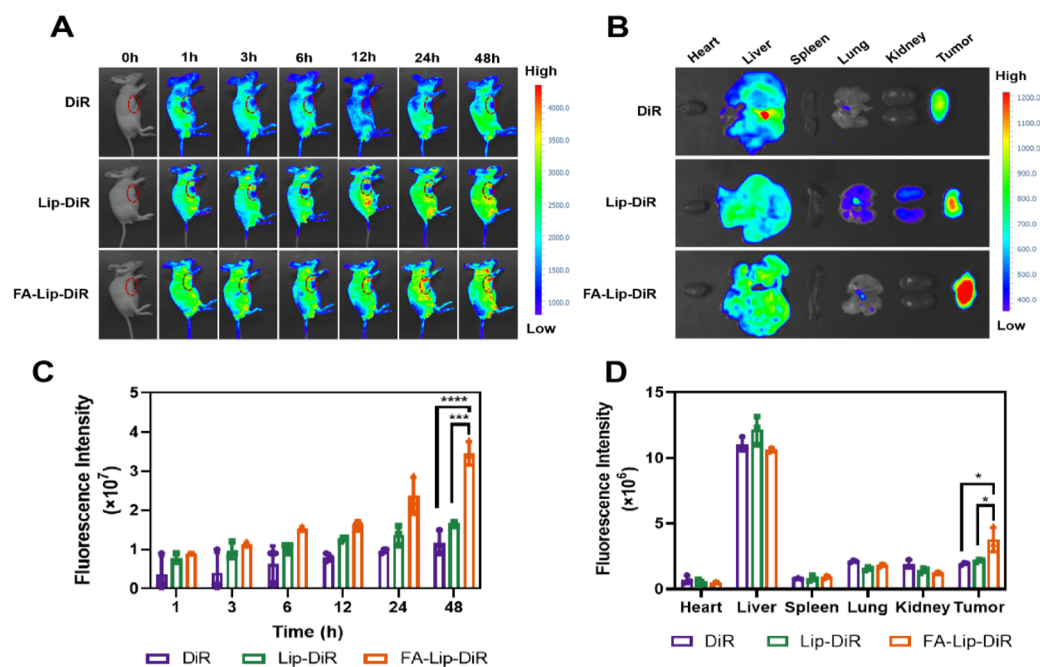 A
0h 1h 3h 6h 12h 24h 48h
DiR
Lip-DiR
FA-Lip-DiR
High
4000.0
3500.0
3000.0
2500.0
2000.0
1500.0
1000.0
Low
B
Heart Liver Spleen Lung Kidney Tumor
DiR
Lip-DiR
FA-Lip-DiR
High
1200.0
1100.0
1000.0
900.0
800.0
700.0
600.0
500.0
400.0
Low
C
Fluorescence Intensity
(×10⁷)
5
4
3
2
1
0
****
***
1 3 6 12 24 48
Time (h)
DiR Lip-DiR FA-Lip-DiR
D
Fluorescence Intensity
(×10⁶)
15
10
5
0
*
*
Heart Liver Spleen Lung Kidney Tumor
DiR Lip-DiR FA-Lip-DiR